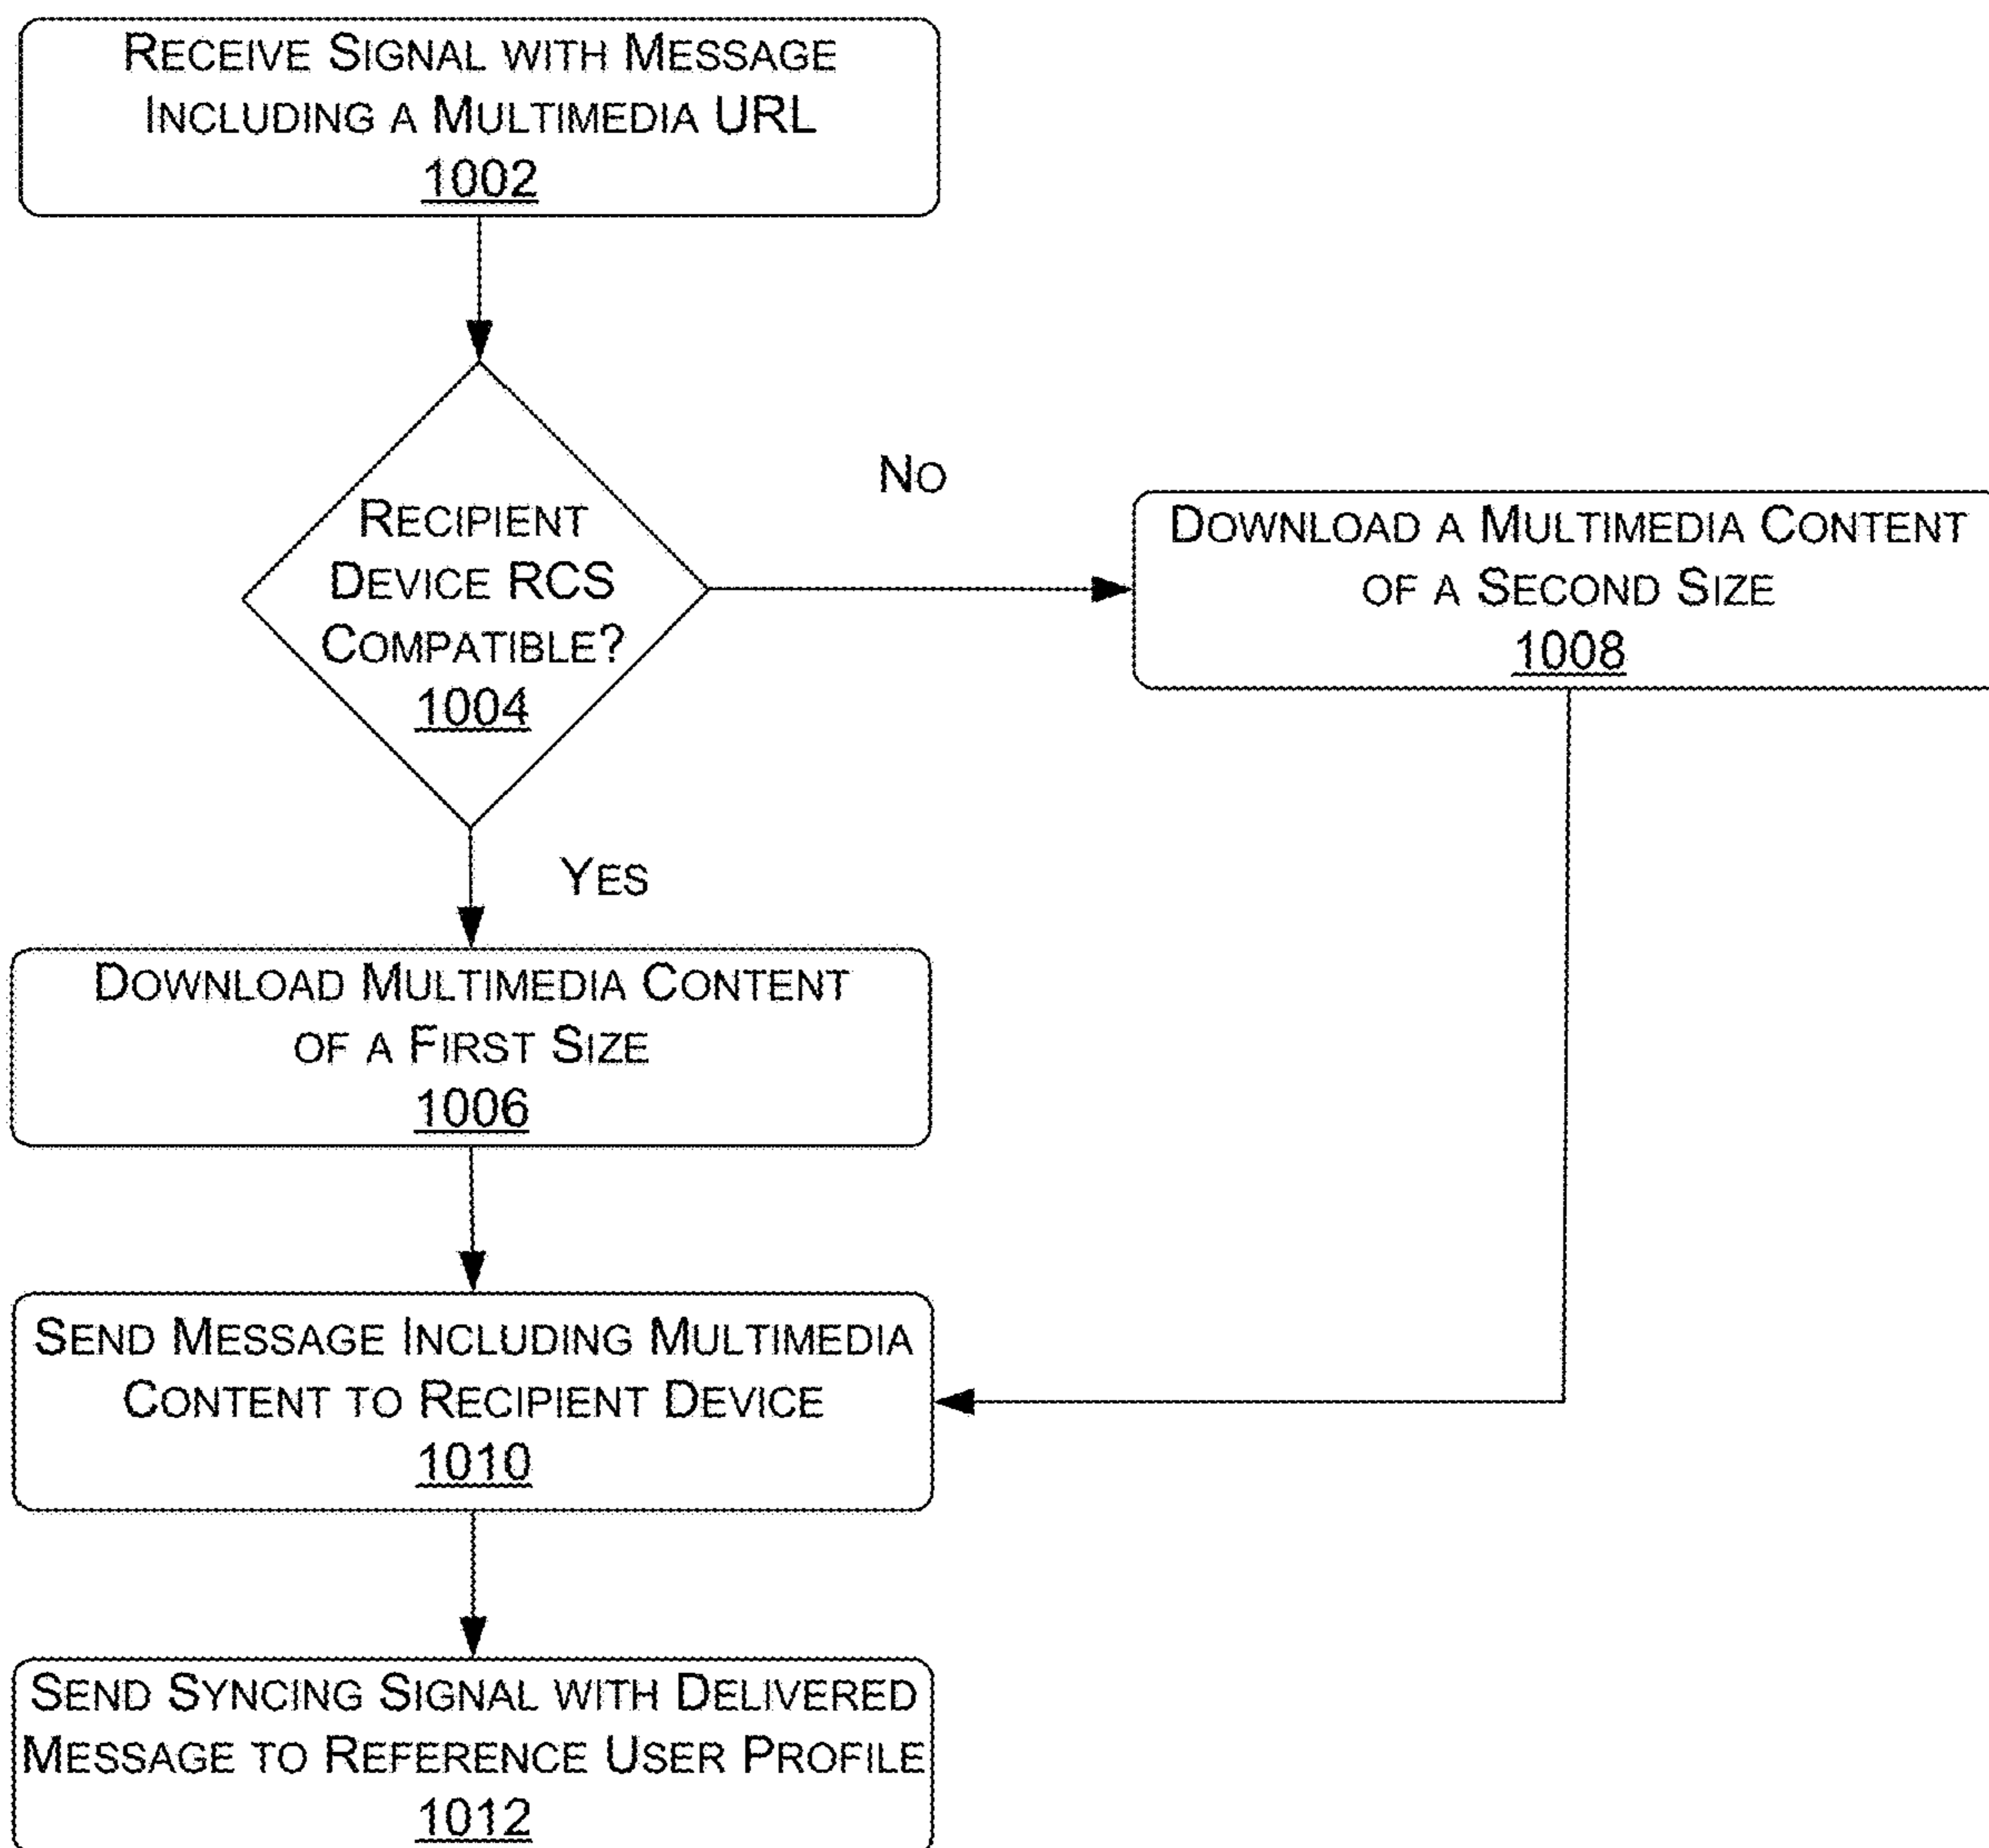 RECEIVE SIGNAL WITH MESSAGE
INCLUDING A MULTIMEDIA URL
1002
RECIPIENT
DEVICE RCS
COMPATIBLE?
1004
NO
DOWNLOAD A MULTIMEDIA CONTENT
OF A SECOND SIZE
1008
YES
DOWNLOAD MULTIMEDIA CONTENT
OF A FIRST SIZE
1006
SEND MESSAGE INCLUDING MULTIMEDIA
CONTENT TO RECIPIENT DEVICE
1010
SEND SYNCING SIGNAL WITH DELIVERED
MESSAGE TO REFERENCE USER PROFILE
1012